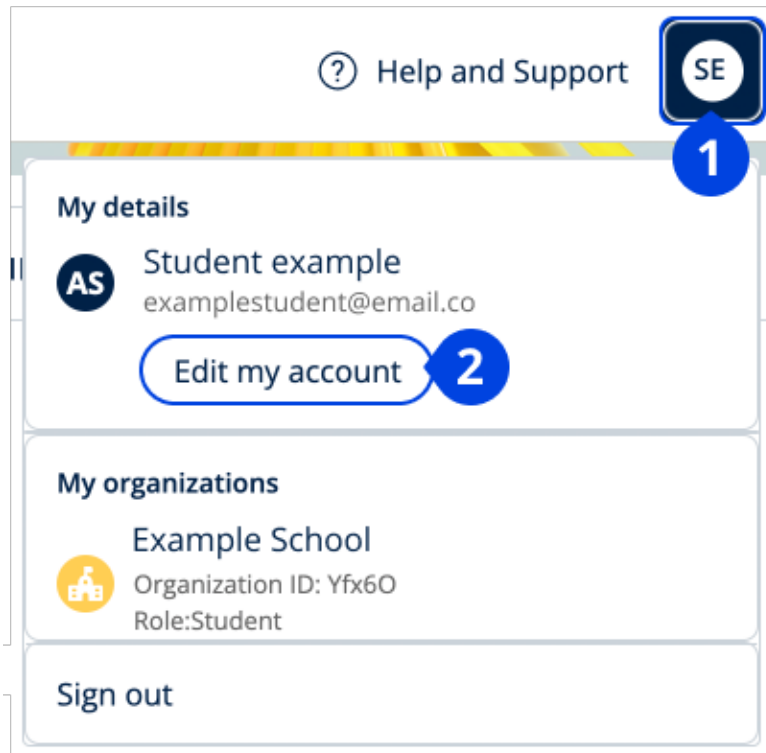 Help and Support
SE
1
My details
AS
Student example
examplestudent@email.co
Edit my account
2
My organizations
Example School
Organization ID: Yfx6O
Role:Student
Sign out